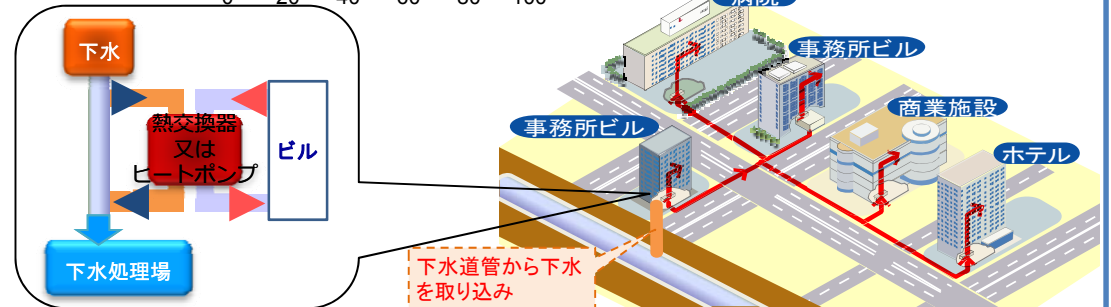 下水
熱交換器
又は
ヒートポンプ
ビル
下水処理場
病院
事務所ビル
事務所ビル
商業施設
ホテル
下水道管から下水
を取り込み